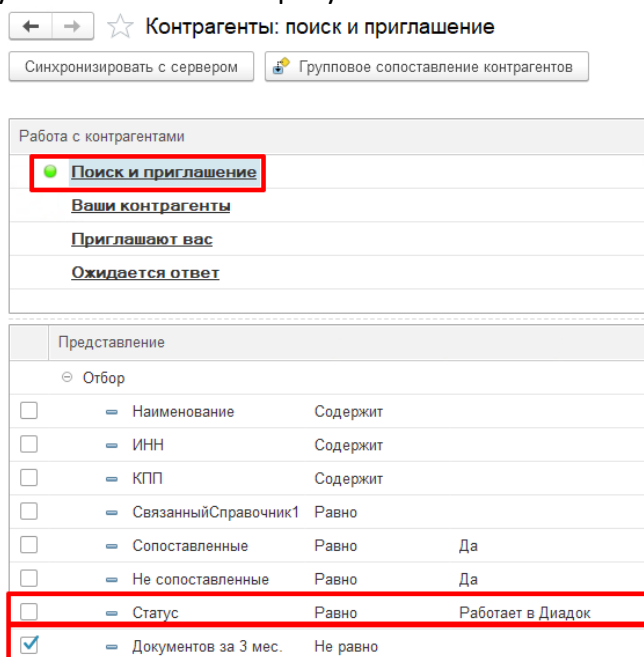 Контрагенты: поиск и приглашение
Синхронизировать с сервером Групповое сопоставление контрагентов
Работа с контрагентами
Поиск и приглашение
Ваши контрагенты
Приглашают вас
Ожидается ответ
Представление
Отбор
Наименование Содержит
ИНН Содержит
КПП Содержит
СвязанныйСправочник1 Равно
Сопоставленные Равно Да
Не сопоставленные Равно Да
Статус Равно Работает в Диадок
Документов за 3 мес. Не равно